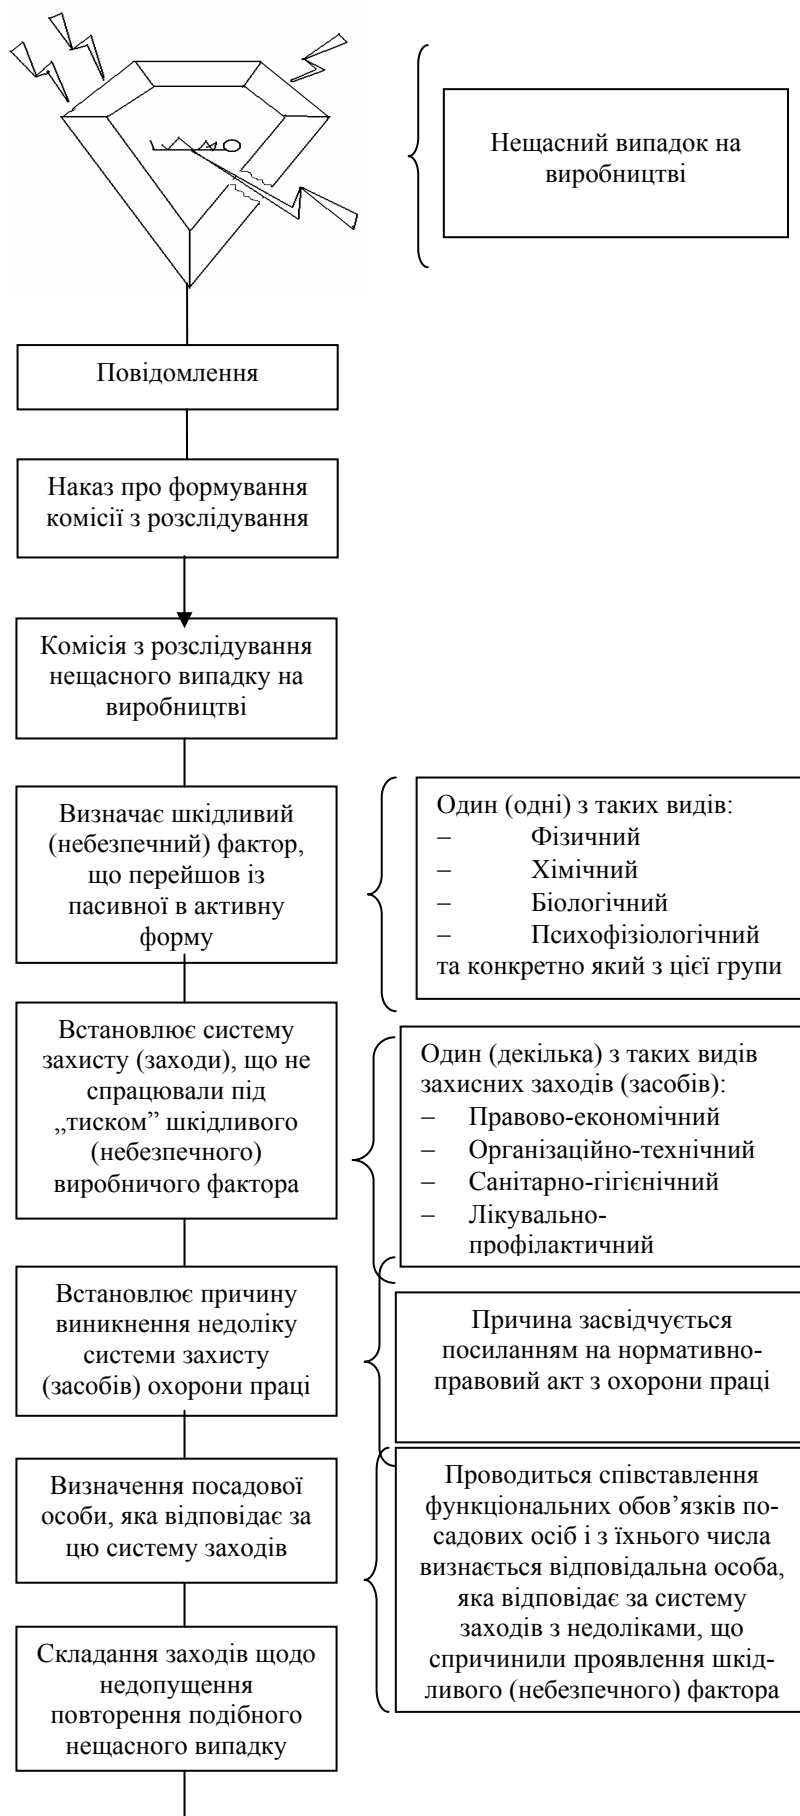 Нещасний випадок на
виробництві
Повідомлення
Наказ про формування
комісії з розслідування
Комісія з розслідування
нещасного випадку на
виробництві
Визначає шкідливий
(небезпечний) фактор,
що перейшов із
пасивної в активну
форму
Один (одні) з таких видів:
– Фізичний
– Хімічний
– Біологічний
– Психофізіологічний
та конкретно який з цієї групи
Встановлює систему
захисту (заходи), що не
спрацювали під
„тиском” шкідливого
(небезпечного)
виробничого фактора
Один (декілька) з таких видів
захисних заходів (засобів):
– Правово-економічний
– Організаційно-технічний
– Санітарно-гігієнічний
– Лікувально-
профілактичний
Встановлює причину
виникнення недоліку
системи захисту
(засобів) охорони праці
Причина засвідчується
посиланням на нормативно-
правовий акт з охорони праці
Визначення посадової
особи, яка відповідає за
цю систему заходів
Проводиться співставлення
функціональних обов’язків по-
садових осіб і з їхнього числа
визнається відповідальна особа,
яка відповідає за систему
заходів з недоліками, що
спричинили проявлення шкід-
ливого (небезпечного) фактора
Складання заходів щодо
недопущення
повторення подібного
нещасного випадку